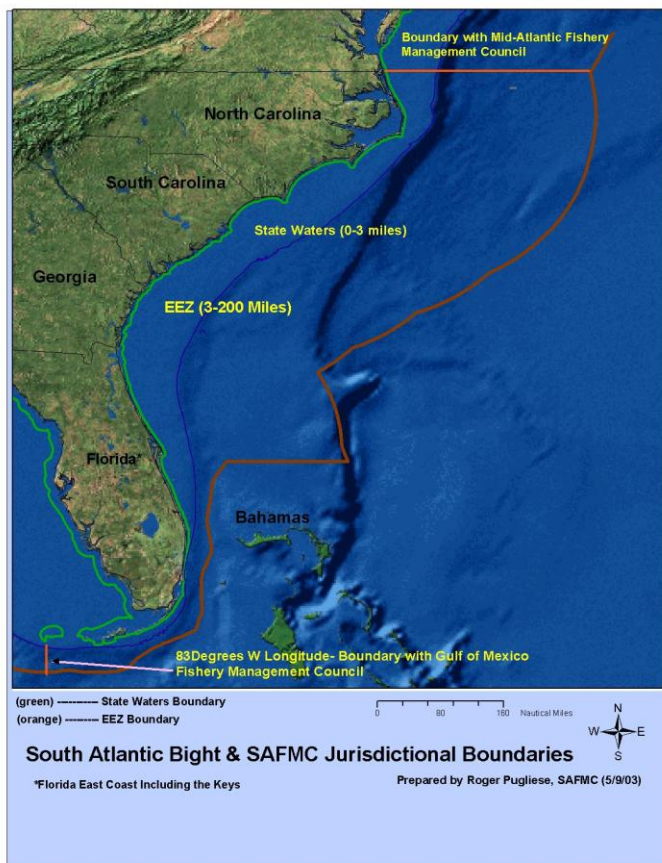 Boundary with Mid-Atlantic Fishery
Management Council
North Carolina
South Carolina
State Waters (0-3 miles)
Georgia
EEZ (3-200 Miles)
Florida*
Bahamas
83Degrees W Longitude- Boundary with Gulf of Mexico
Fishery Management Council
(green) ---------- State Waters Boundary
(orange) ---------- EEZ Boundary
0 80 160 Nautical Miles
N
W E
S
South Atlantic Bight & SAFMC Jurisdictional Boundaries
*Florida East Coast Including the Keys
Prepared by Roger Pugliese, SAFMC (5/9/03)